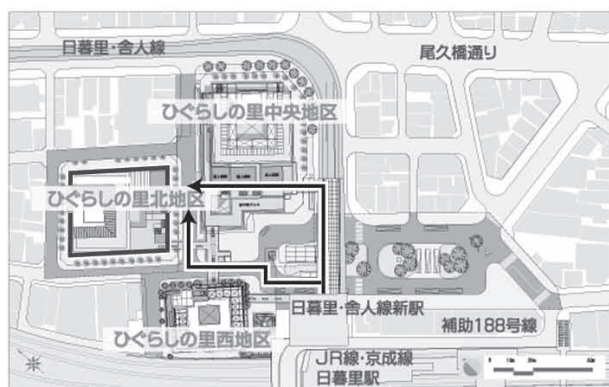 日暮里・舎人線
尾久橋通り
ひぐらしの里中央地区
ひぐらしの里北地区
日暮里・舎人線新駅
補助188号線
ひぐらしの里西地区
JR線・京成線
日暮里駅